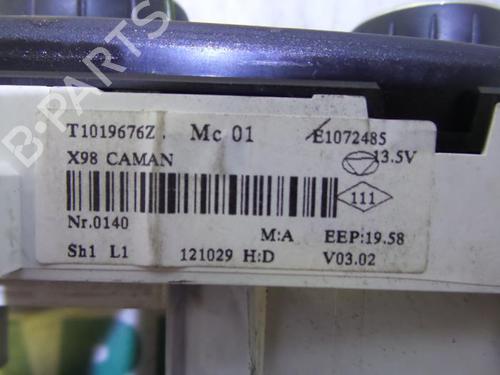 T1019676Z. Mc 01 E1072485
X98 CAMAN 13.5V
111
Nr.0140
M:A EEP:19.58
Sh1 L1 121029 H:D V03.02
B-PARTS